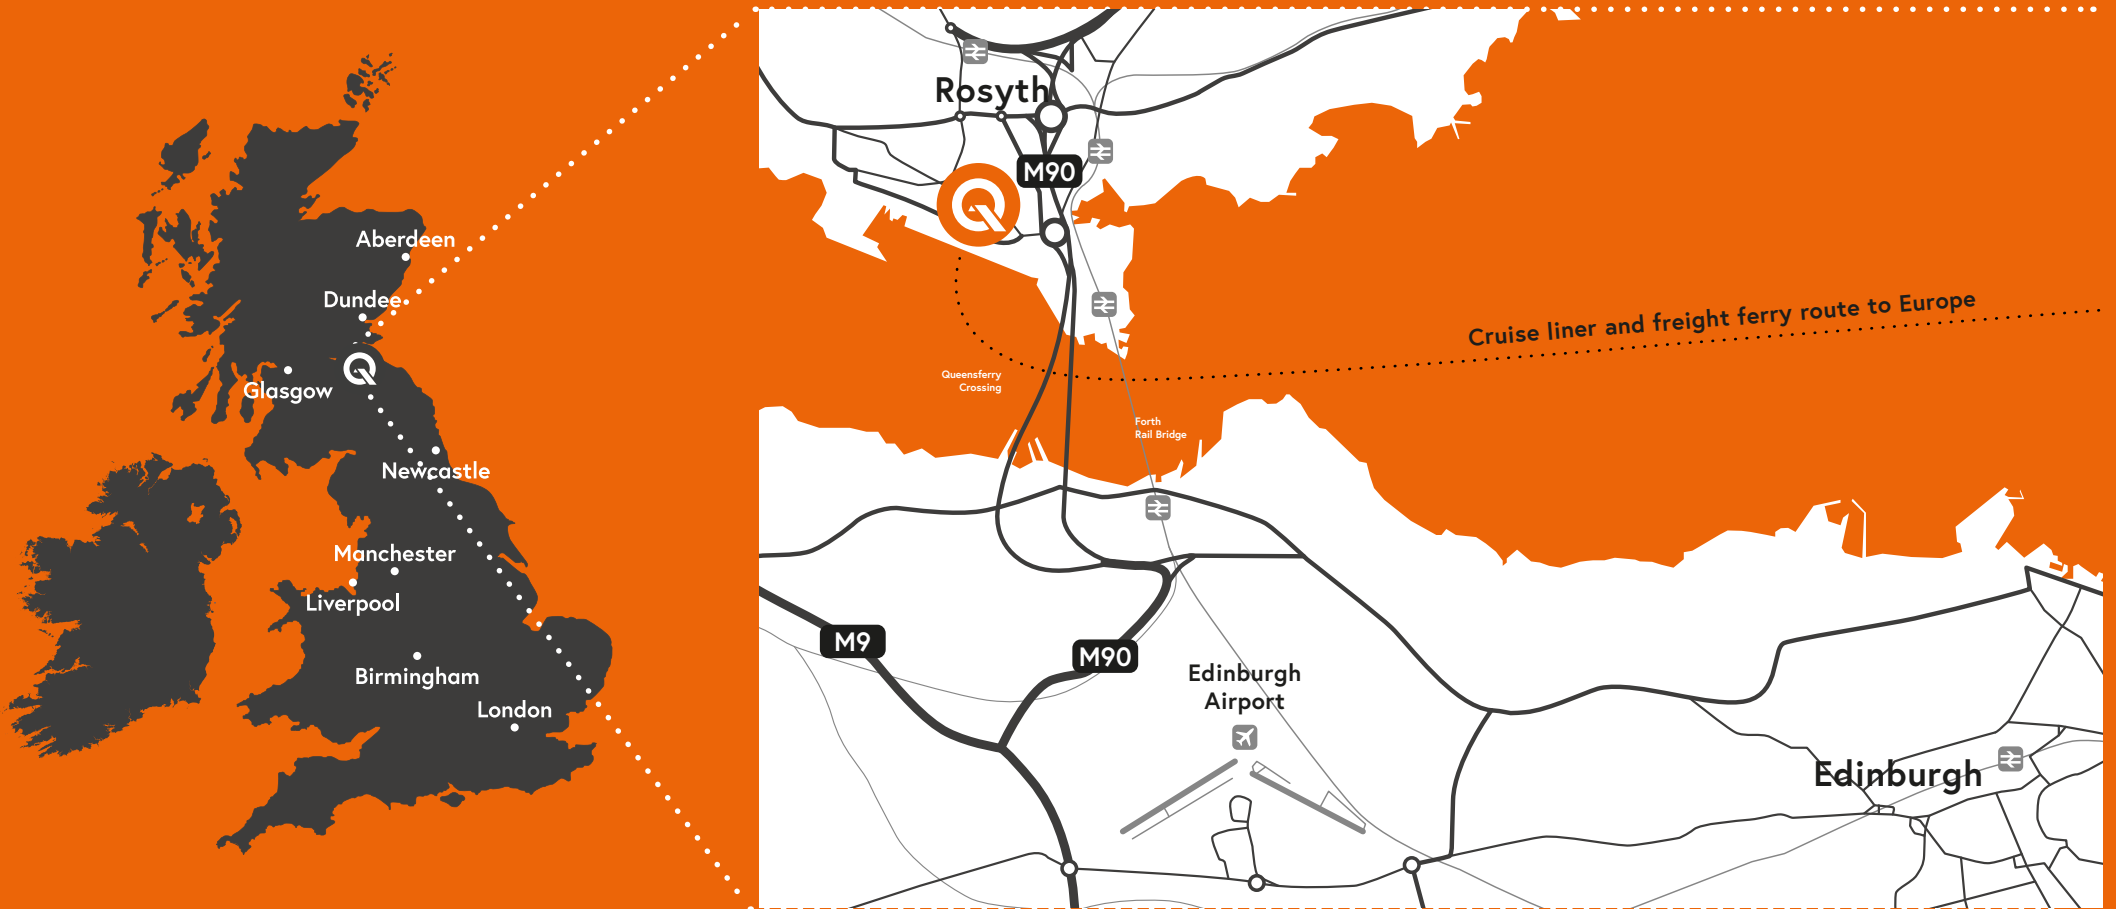 Aberdeen
Dundee
Glasgow
Newcastle
Manchester
Liverpool
Birmingham
London
Rosyth
M90
Cruise liner and freight ferry route to Europe
Queensferry
Crossing
Forth
Rail Bridge
M9
M90
Edinburgh
Airport
Edinburgh